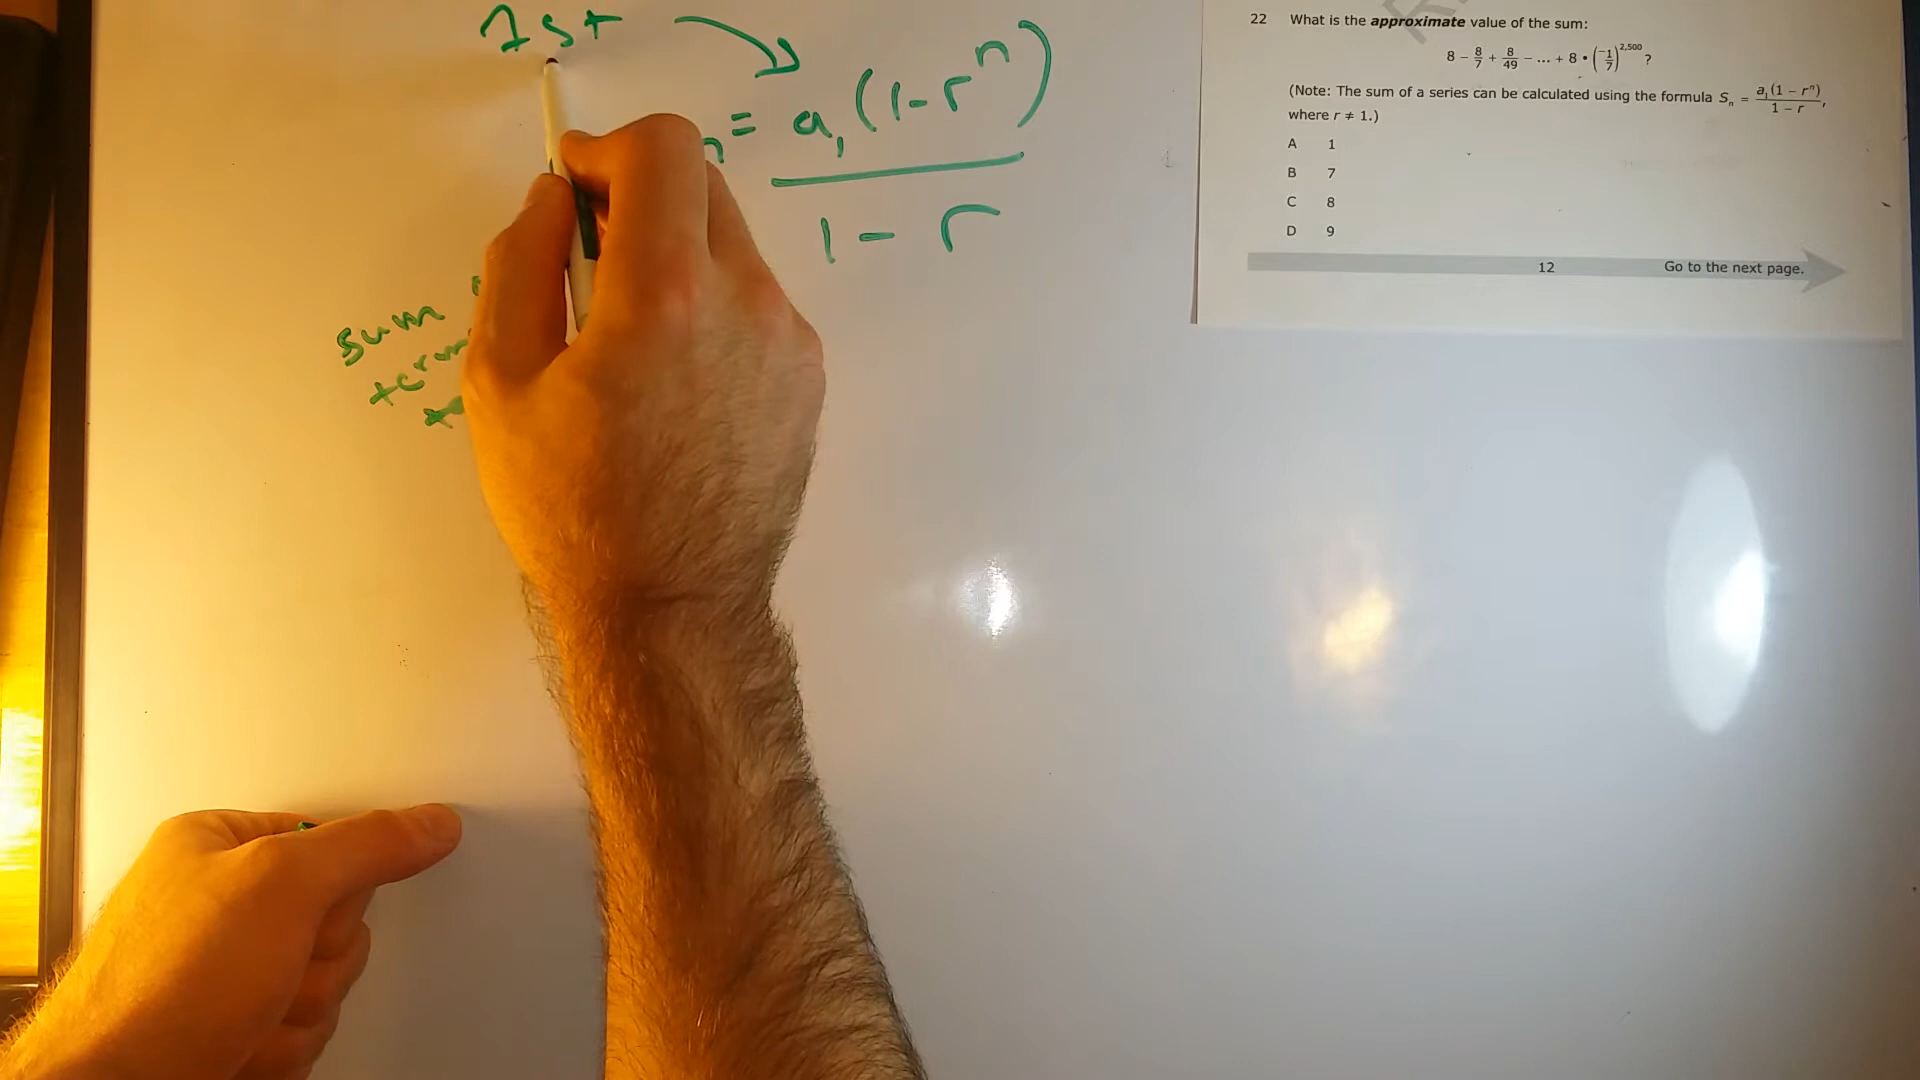 1st
n = a₁(1-rⁿ)
1 - r
sum
22 What is the approximate value of the sum:
8 − 8/7 + 8/49 − ... + 8 • (−1/7)^2,500 ?
(Note: The sum of a series can be calculated using the formula Sₙ = a₁(1 − rⁿ)/1 − r,
where r ≠ 1.)
A 1
B 7
C 8
D 9
12 Go to the next page.